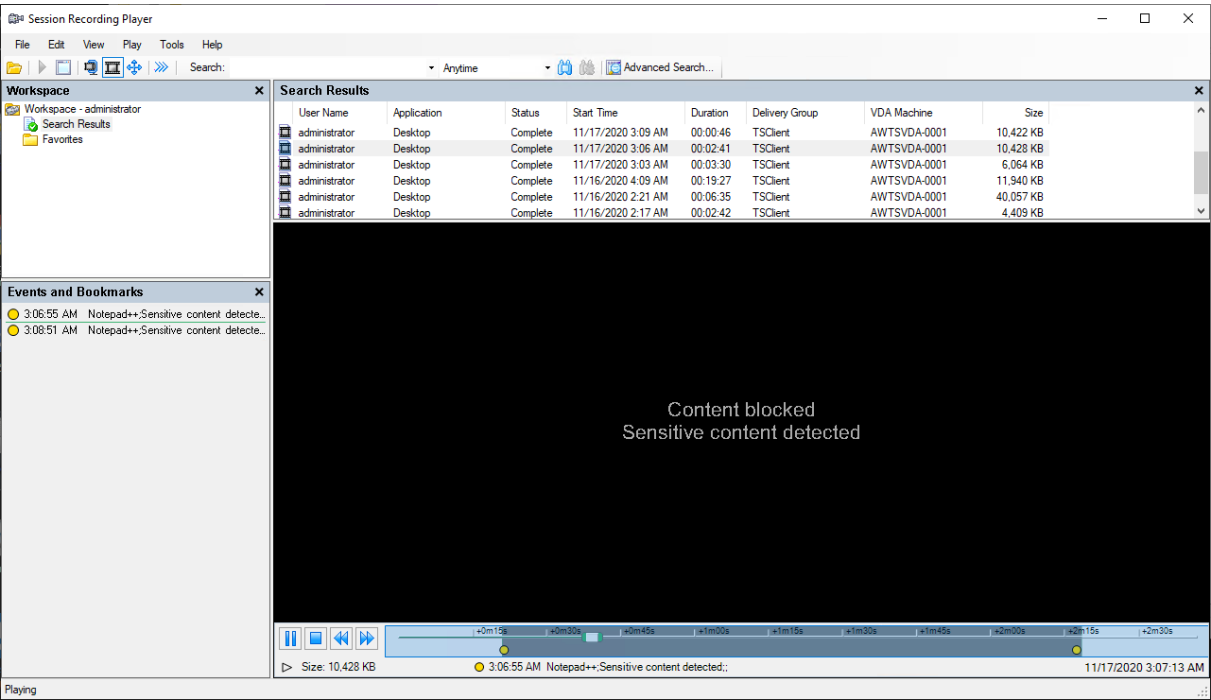 Session Recording Player
File Edit View Play Tools Help
Search: Anytime Advanced Search...
Workspace
Workspace - administrator
Search Results
Favorites
Events and Bookmarks
3:06:55 AM Notepad++;Sensitive content detecte...
3:08:51 AM Notepad++;Sensitive content detecte...
Search Results
User Name Application Status Start Time Duration Delivery Group VDA Machine Size
administrator Desktop Complete 11/17/2020 3:09 AM 00:00:46 TSClient AWTSVDA-0001 10,422 KB
administrator Desktop Complete 11/17/2020 3:06 AM 00:02:41 TSClient AWTSVDA-0001 10,428 KB
administrator Desktop Complete 11/17/2020 3:03 AM 00:03:30 TSClient AWTSVDA-0001 6,064 KB
administrator Desktop Complete 11/16/2020 4:09 AM 00:19:27 TSClient AWTSVDA-0001 11,940 KB
administrator Desktop Complete 11/16/2020 2:21 AM 00:06:35 TSClient AWTSVDA-0001 40,057 KB
administrator Desktop Complete 11/16/2020 2:17 AM 00:02:42 TSClient AWTSVDA-0001 4,409 KB
Content blocked
Sensitive content detected
+0m15s +0m30s +0m45s +1m00s +1m15s +1m30s +1m45s +2m00s +2m15s +2m30s
Size: 10,428 KB 3:06:55 AM Notepad++;Sensitive content detected;; 11/17/2020 3:07:13 AM
Playing